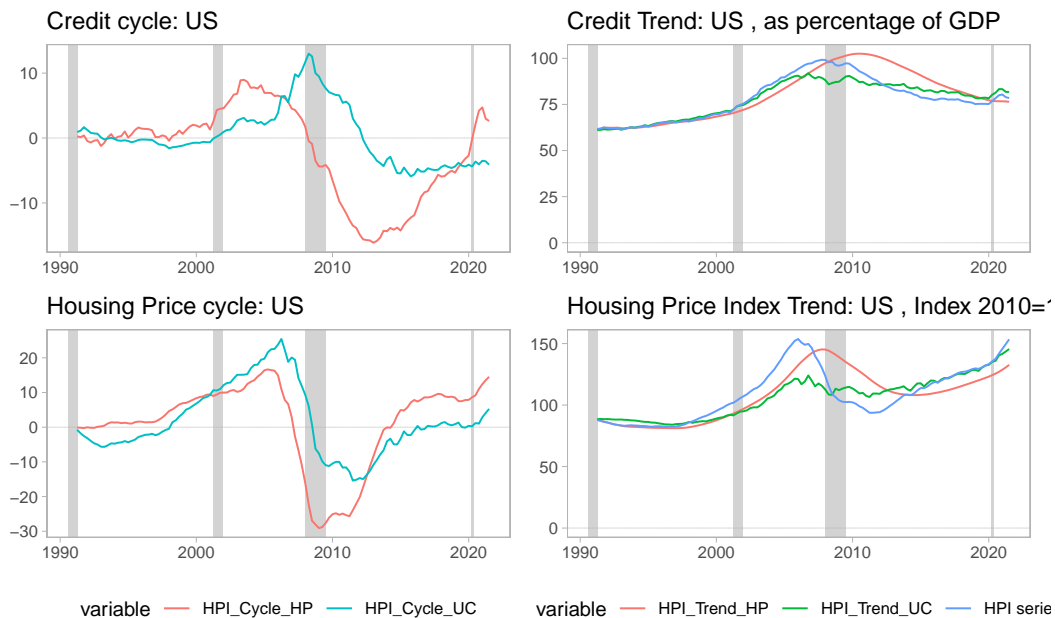 Credit cycle: US
10
0
−10
1990 2000 2010 2020
Credit Trend: US , as percentage of GDP
100
75
50
25
0
1990 2000 2010 2020
Housing Price cycle: US
20
10
0
−10
−20
−30
1990 2000 2010 2020
Housing Price Index Trend: US , Index 2010=1
150
100
50
0
1990 2000 2010 2020
variable HPI_Cycle_HP HPI_Cycle_UC
variable HPI_Trend_HP HPI_Trend_UC HPI serie